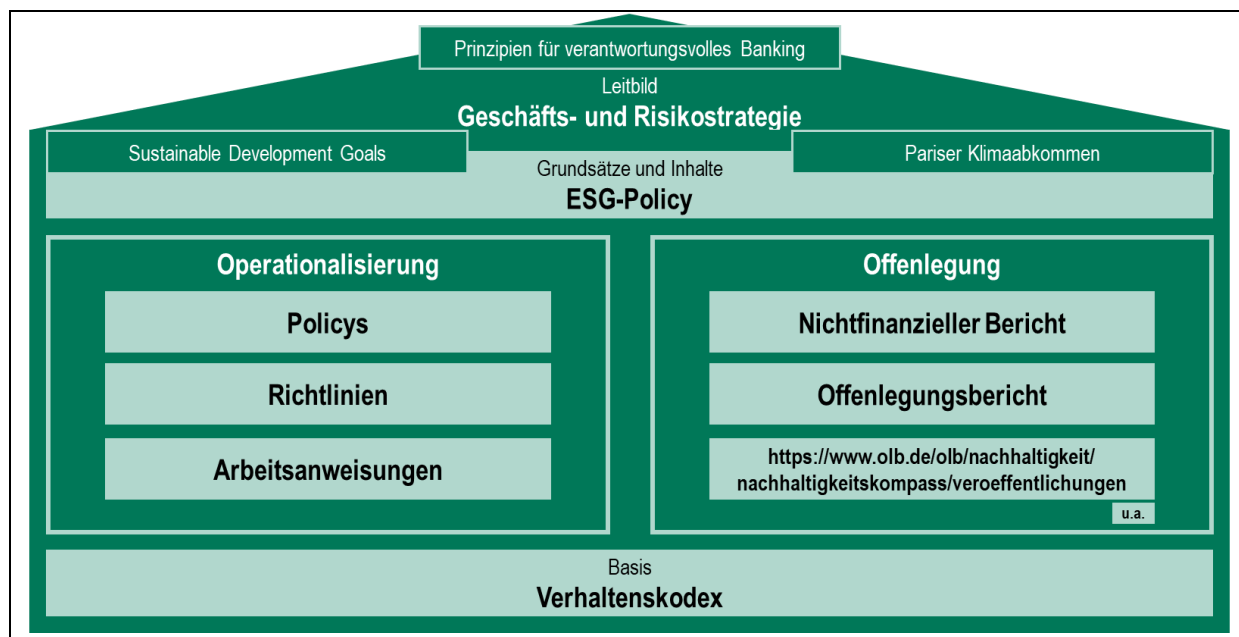 Prinzipien für verantwortungsvolles Banking
Leitbild
Geschäfts- und Risikostrategie
Sustainable Development Goals
Pariser Klimaabkommen
Grundsätze und Inhalte
ESG-Policy
Operationalisierung
Policys
Richtlinien
Arbeitsanweisungen
Offenlegung
Nichtfinanzieller Bericht
Offenlegungsbericht
https://www.olb.de/olb/nachhaltigkeit/
nachhaltigkeitskompass/veroeffentlichungen
u.a.
Basis
Verhaltenskodex